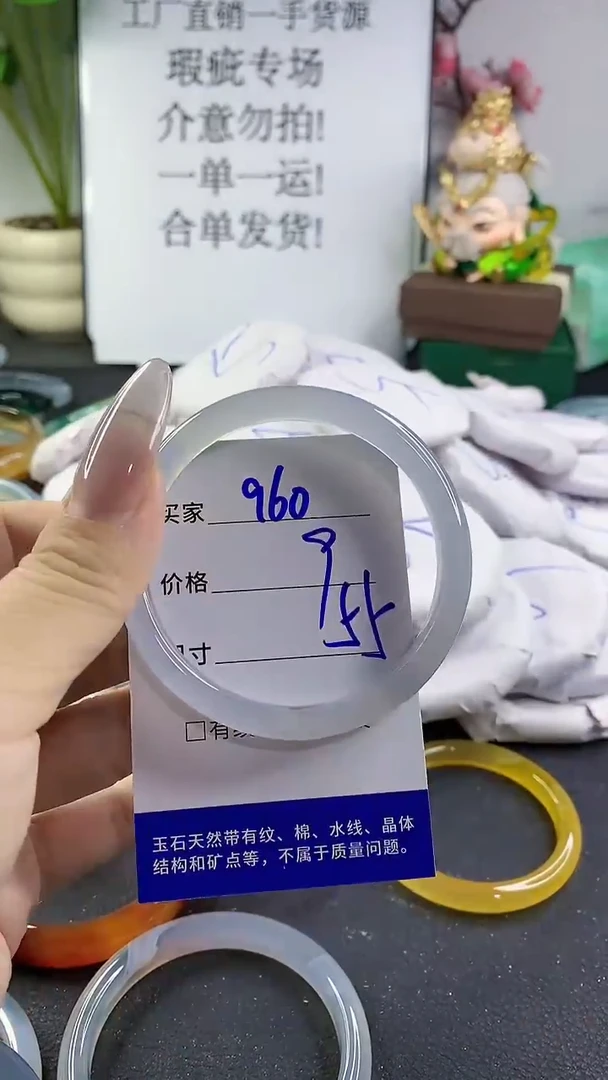 工厂直销一手货源
瑕疵专场
介意勿拍!
一单一运!
合单发货!
买家 960
价格
寸
□有
玉石天然带有纹、棉、水线、晶体
结构和矿点等，不属于质量问题。